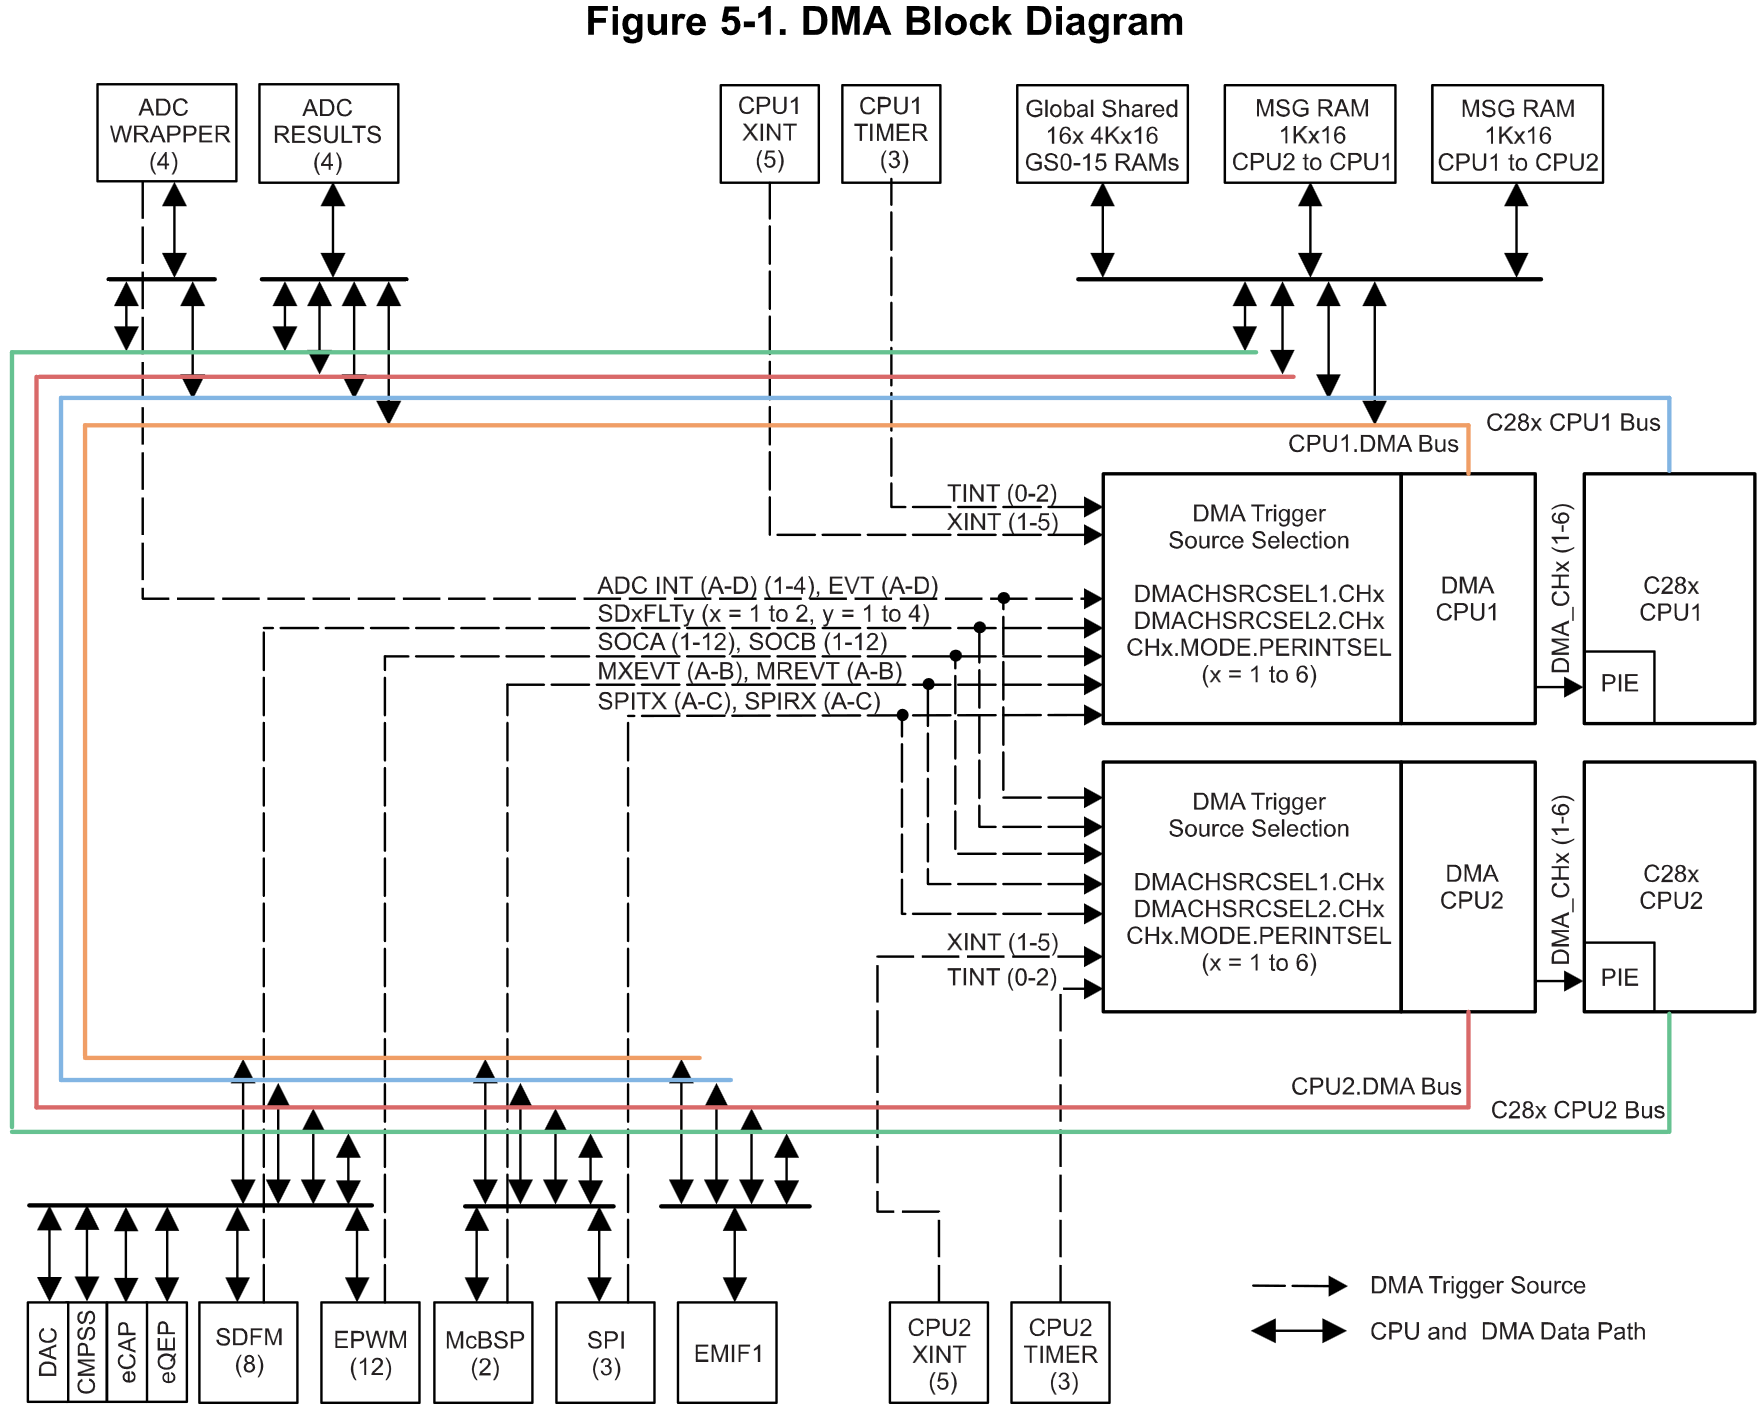 Figure 5-1. DMA Block Diagram
ADC
WRAPPER
(4)
ADC
RESULTS
(4)
CPU1
XINT
(5)
CPU1
TIMER
(3)
Global Shared
16x 4Kx16
GS0-15 RAMs
MSG RAM
1Kx16
CPU2 to CPU1
MSG RAM
1Kx16
CPU1 to CPU2
C28x CPU1 Bus
CPU1.DMA Bus
TINT (0-2)
XINT (1-5)
ADC INT (A-D) (1-4), EVT (A-D)
SDxFLTy (x = 1 to 2, y = 1 to 4)
SOCA (1-12), SOCB (1-12)
MXEVT (A-B), MREVT (A-B)
SPITX (A-C), SPIRX (A-C)
DMA Trigger
Source Selection
DMACHSRCSEL1.CHx
DMACHSRCSEL2.CHx
CHx.MODE.PERINTSEL
(x = 1 to 6)
DMA
CPU1
DMA_CHx (1-6)
C28x
CPU1
PIE
DMA Trigger
Source Selection
DMACHSRCSEL1.CHx
DMACHSRCSEL2.CHx
CHx.MODE.PERINTSEL
(x = 1 to 6)
DMA
CPU2
DMA_CHx (1-6)
C28x
CPU2
PIE
XINT (1-5)
TINT (0-2)
CPU2.DMA Bus
C28x CPU2 Bus
DAC
CMPSS
eCAP
eQEP
SDFM
(8)
EPWM
(12)
McBSP
(2)
SPI
(3)
EMIF1
CPU2
XINT
(5)
CPU2
TIMER
(3)
DMA Trigger Source
CPU and DMA Data Path